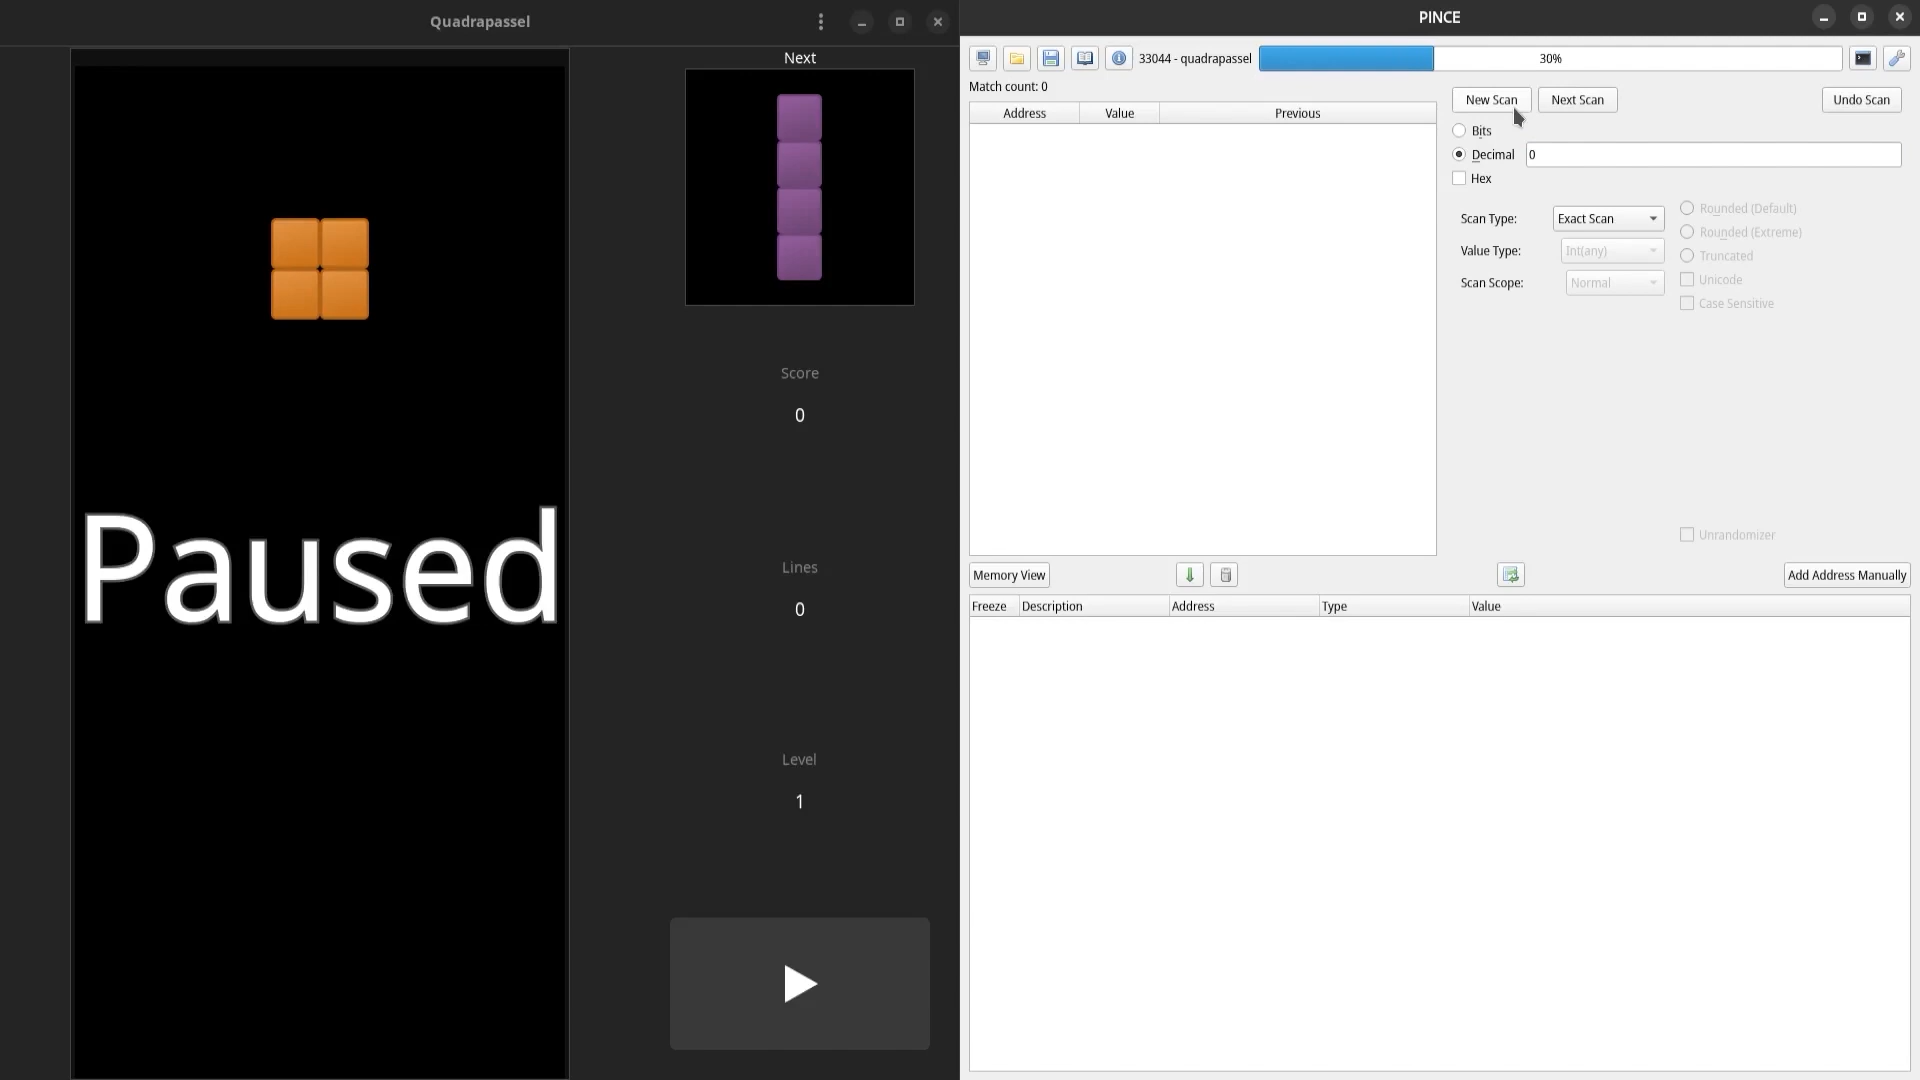 Quadrapassel
Next
Score
0
Lines
0
Level
1
Paused
PINCE
33044 - quadrapassel
30%
Match count: 0
Address Value Previous
New Scan Next Scan Undo Scan
Bits
Decimal 0
Hex
Scan Type: Exact Scan
Value Type: Int(any)
Scan Scope: Normal
Rounded (Default)
Rounded (Extreme)
Truncated
Unicode
Case Sensitive
Unrandomizer
Memory View Add Address Manually
Freeze Description Address Type Value